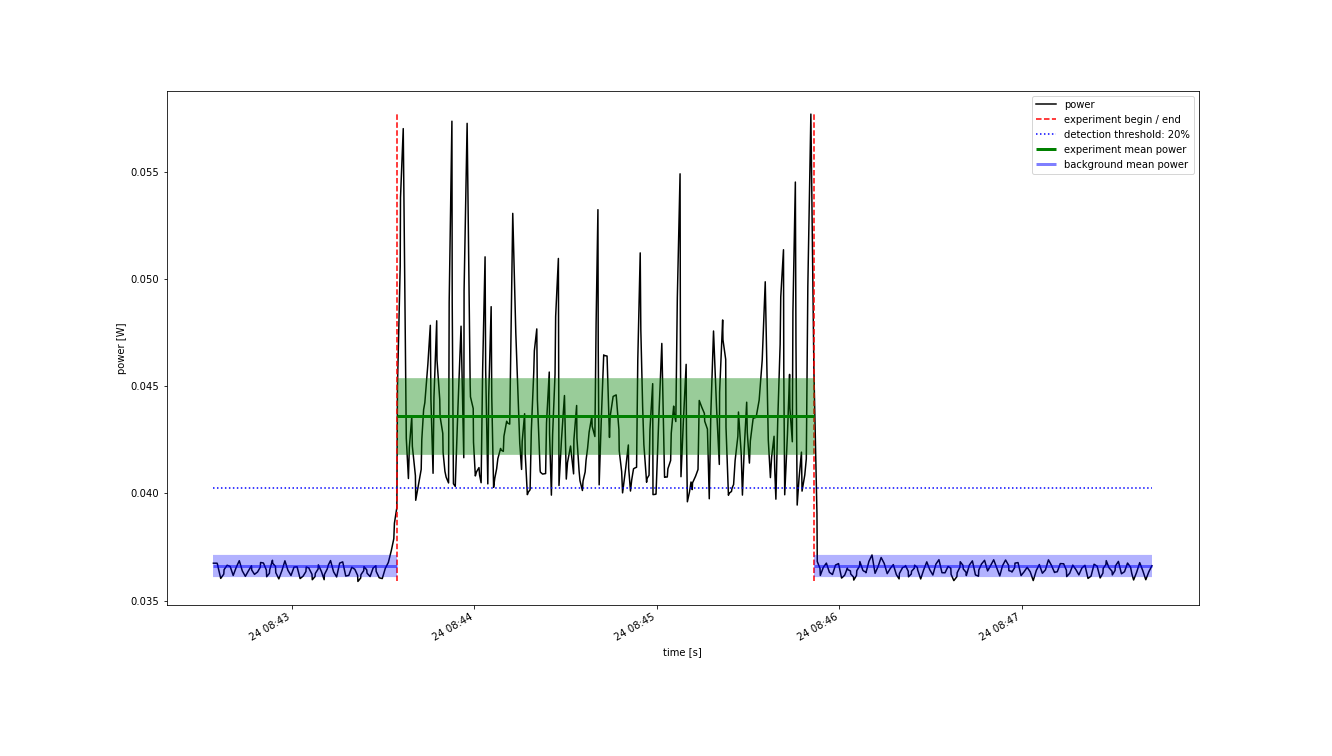 power
experiment begin / end
detection threshold: 20%
experiment mean power
background mean power
0.055
0.050
0.045
0.040
0.035
power [W]
24 08:43
24 08:44
24 08:45
24 08:46
24 08:47
time [s]